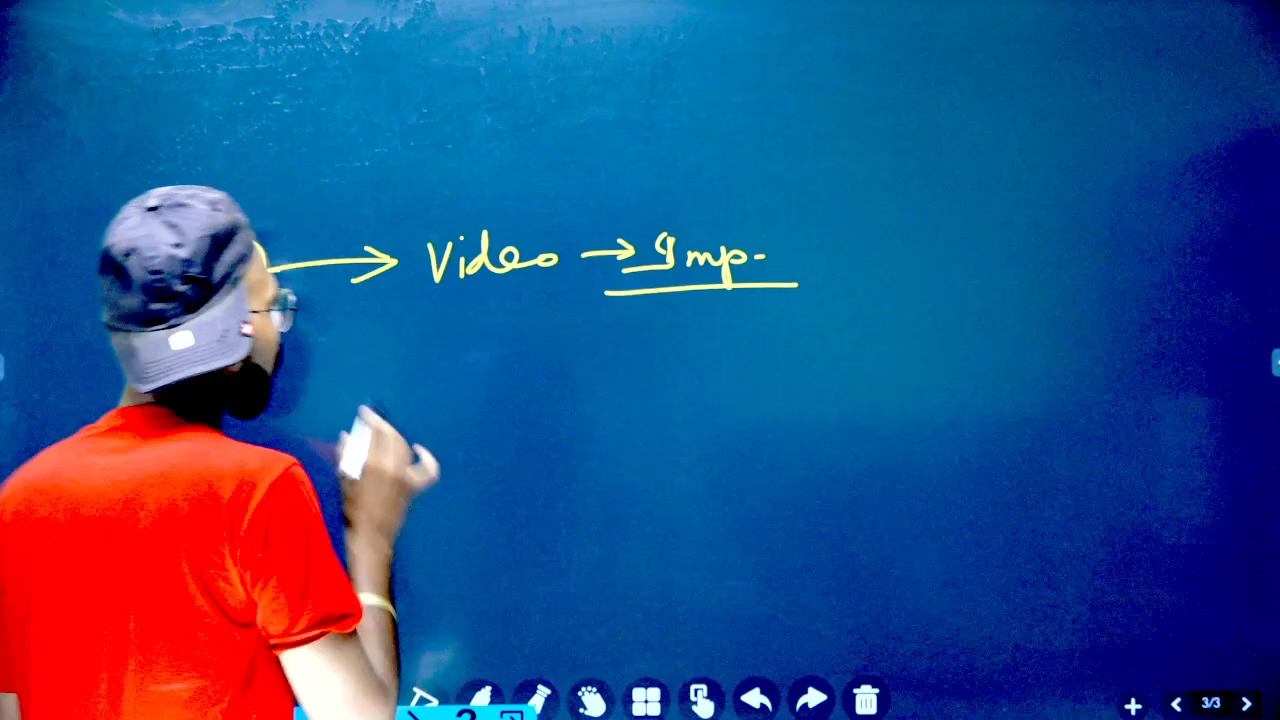 → Video → Imp.
3/3